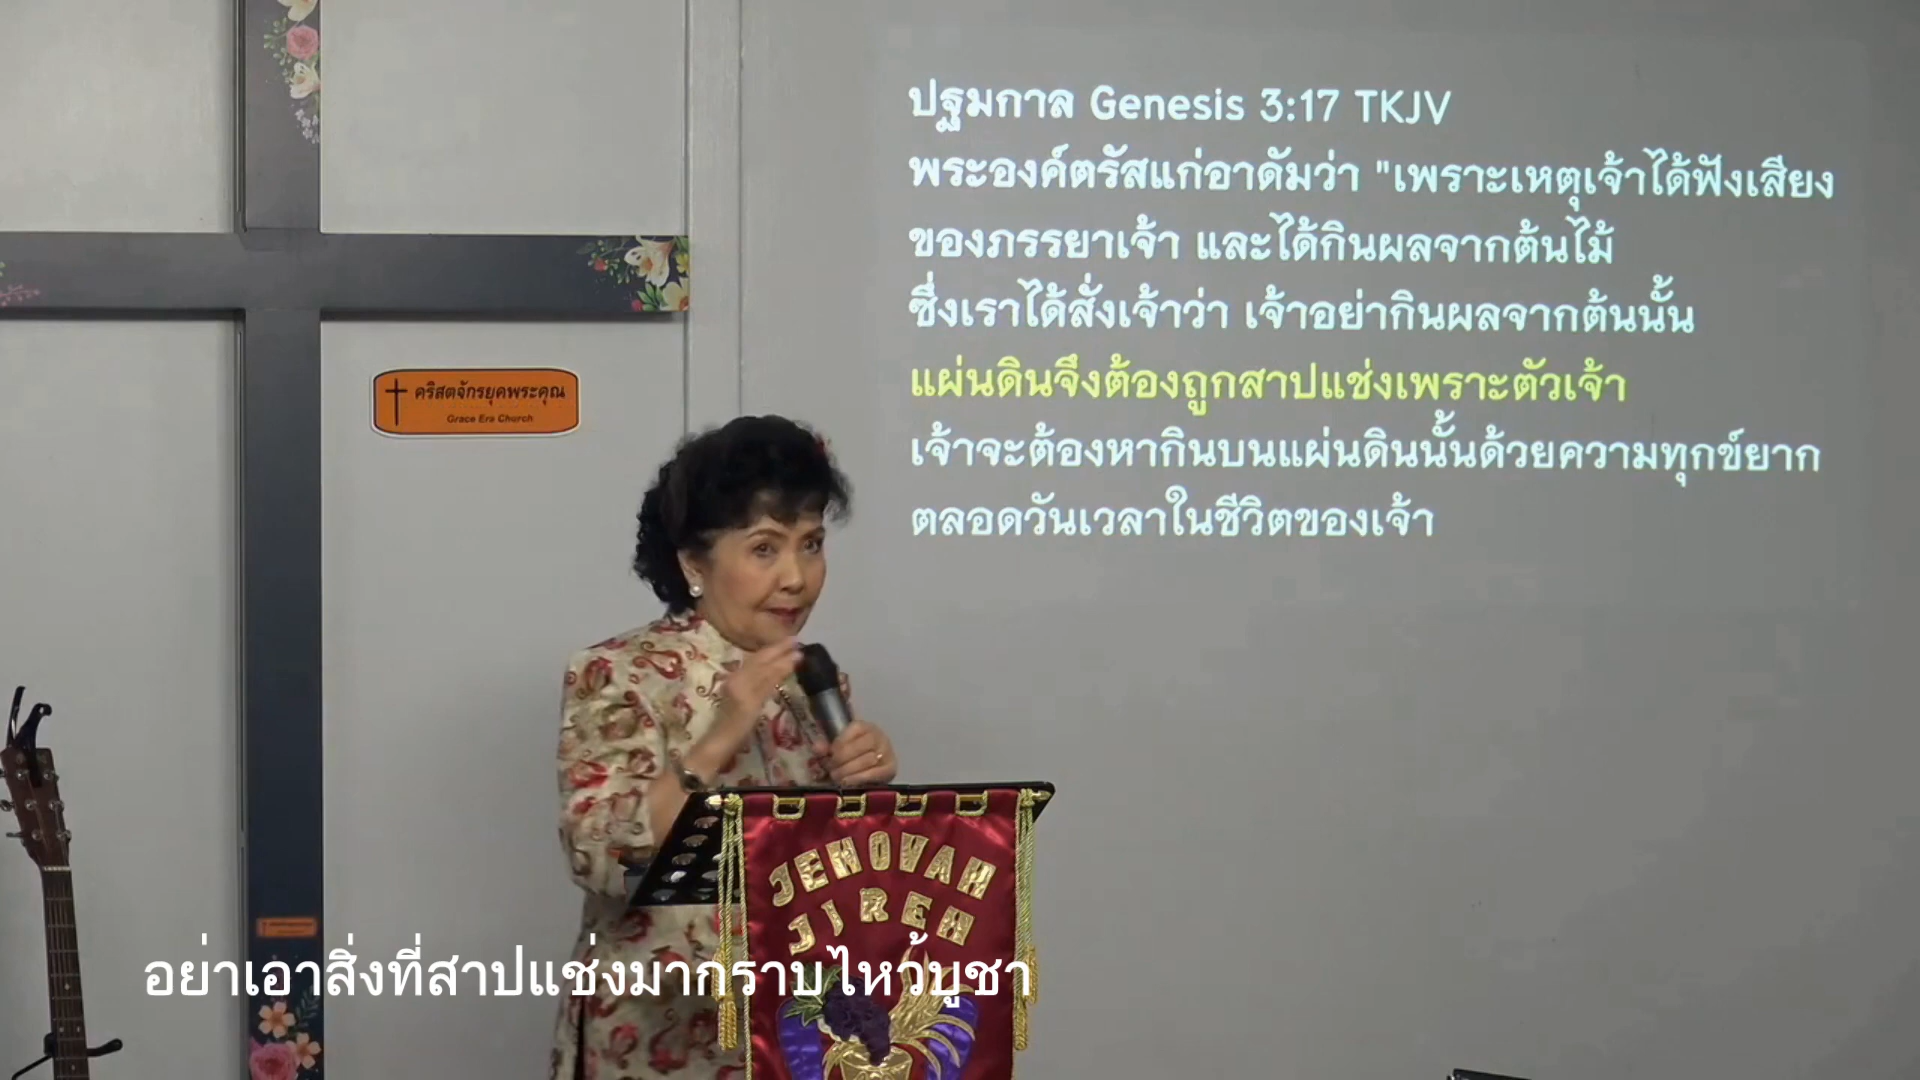 ปฐมกาล Genesis 3:17 TKJV
พระองค์ตรัสแก่อาดัมว่า "เพราะเหตุเจ้าได้ฟังเสียง
ของภรรยาเจ้า และได้กินผลจากต้นไม้
ซึ่งเราได้สั่งเจ้าว่า เจ้าอย่ากินผลจากต้นนั้น
แผ่นดินจึงต้องถูกสาปแช่งเพราะตัวเจ้า
เจ้าจะต้องหากินบนแผ่นดินนั้นด้วยความทุกข์ยาก
ตลอดวันเวลาในชีวิตของเจ้า
คริสตจักรยุคพระคุณ
Grace Era Church
JEHOVAH
JIREH
อย่าเอาสิ่งที่สาปแช่งมากราบไหว้บูชา